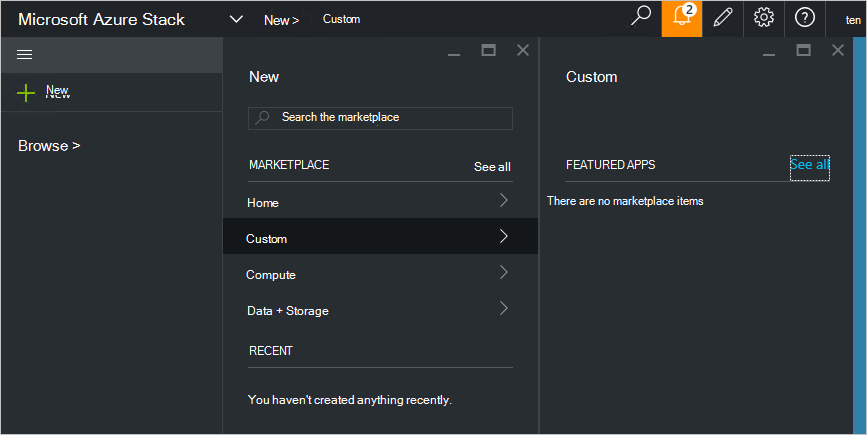 Microsoft Azure Stack
New >
Custom
2
ten
New
Browse >
New
Search the marketplace
MARKETPLACE
See all
Home
Custom
Compute
Data + Storage
RECENT
You haven't created anything recently.
Custom
FEATURED APPS
See all
There are no marketplace items